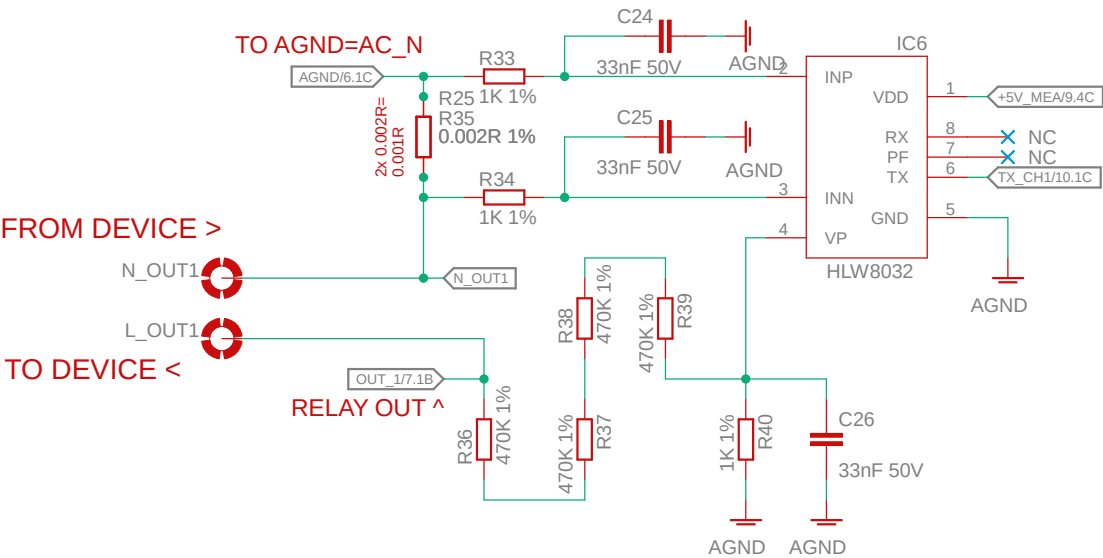 TO AGND=AC_N
AGND/6.1C
R33
1K 1%
C24
33nF 50V
AGND
R25
R35
0.002R 1%
2x 0.002R=
0.001R
C25
33nF 50V
AGND
R34
1K 1%
IC6
2
INP
3
INN
4
VP
VDD
1
+5V_MEA/9.4C
RX
8
NC
PF
7
NC
TX
6
TX_CH1/10.1C
GND
5
HLW8032
AGND
FROM DEVICE >
N_OUT1
N_OUT1
L_OUT1
TO DEVICE <
OUT_1/7.1B
RELAY OUT ^
R36
470K 1%
470K 1%
R37
R38
470K 1%
470K 1%
R39
1K 1%
R40
C26
33nF 50V
AGND
AGND